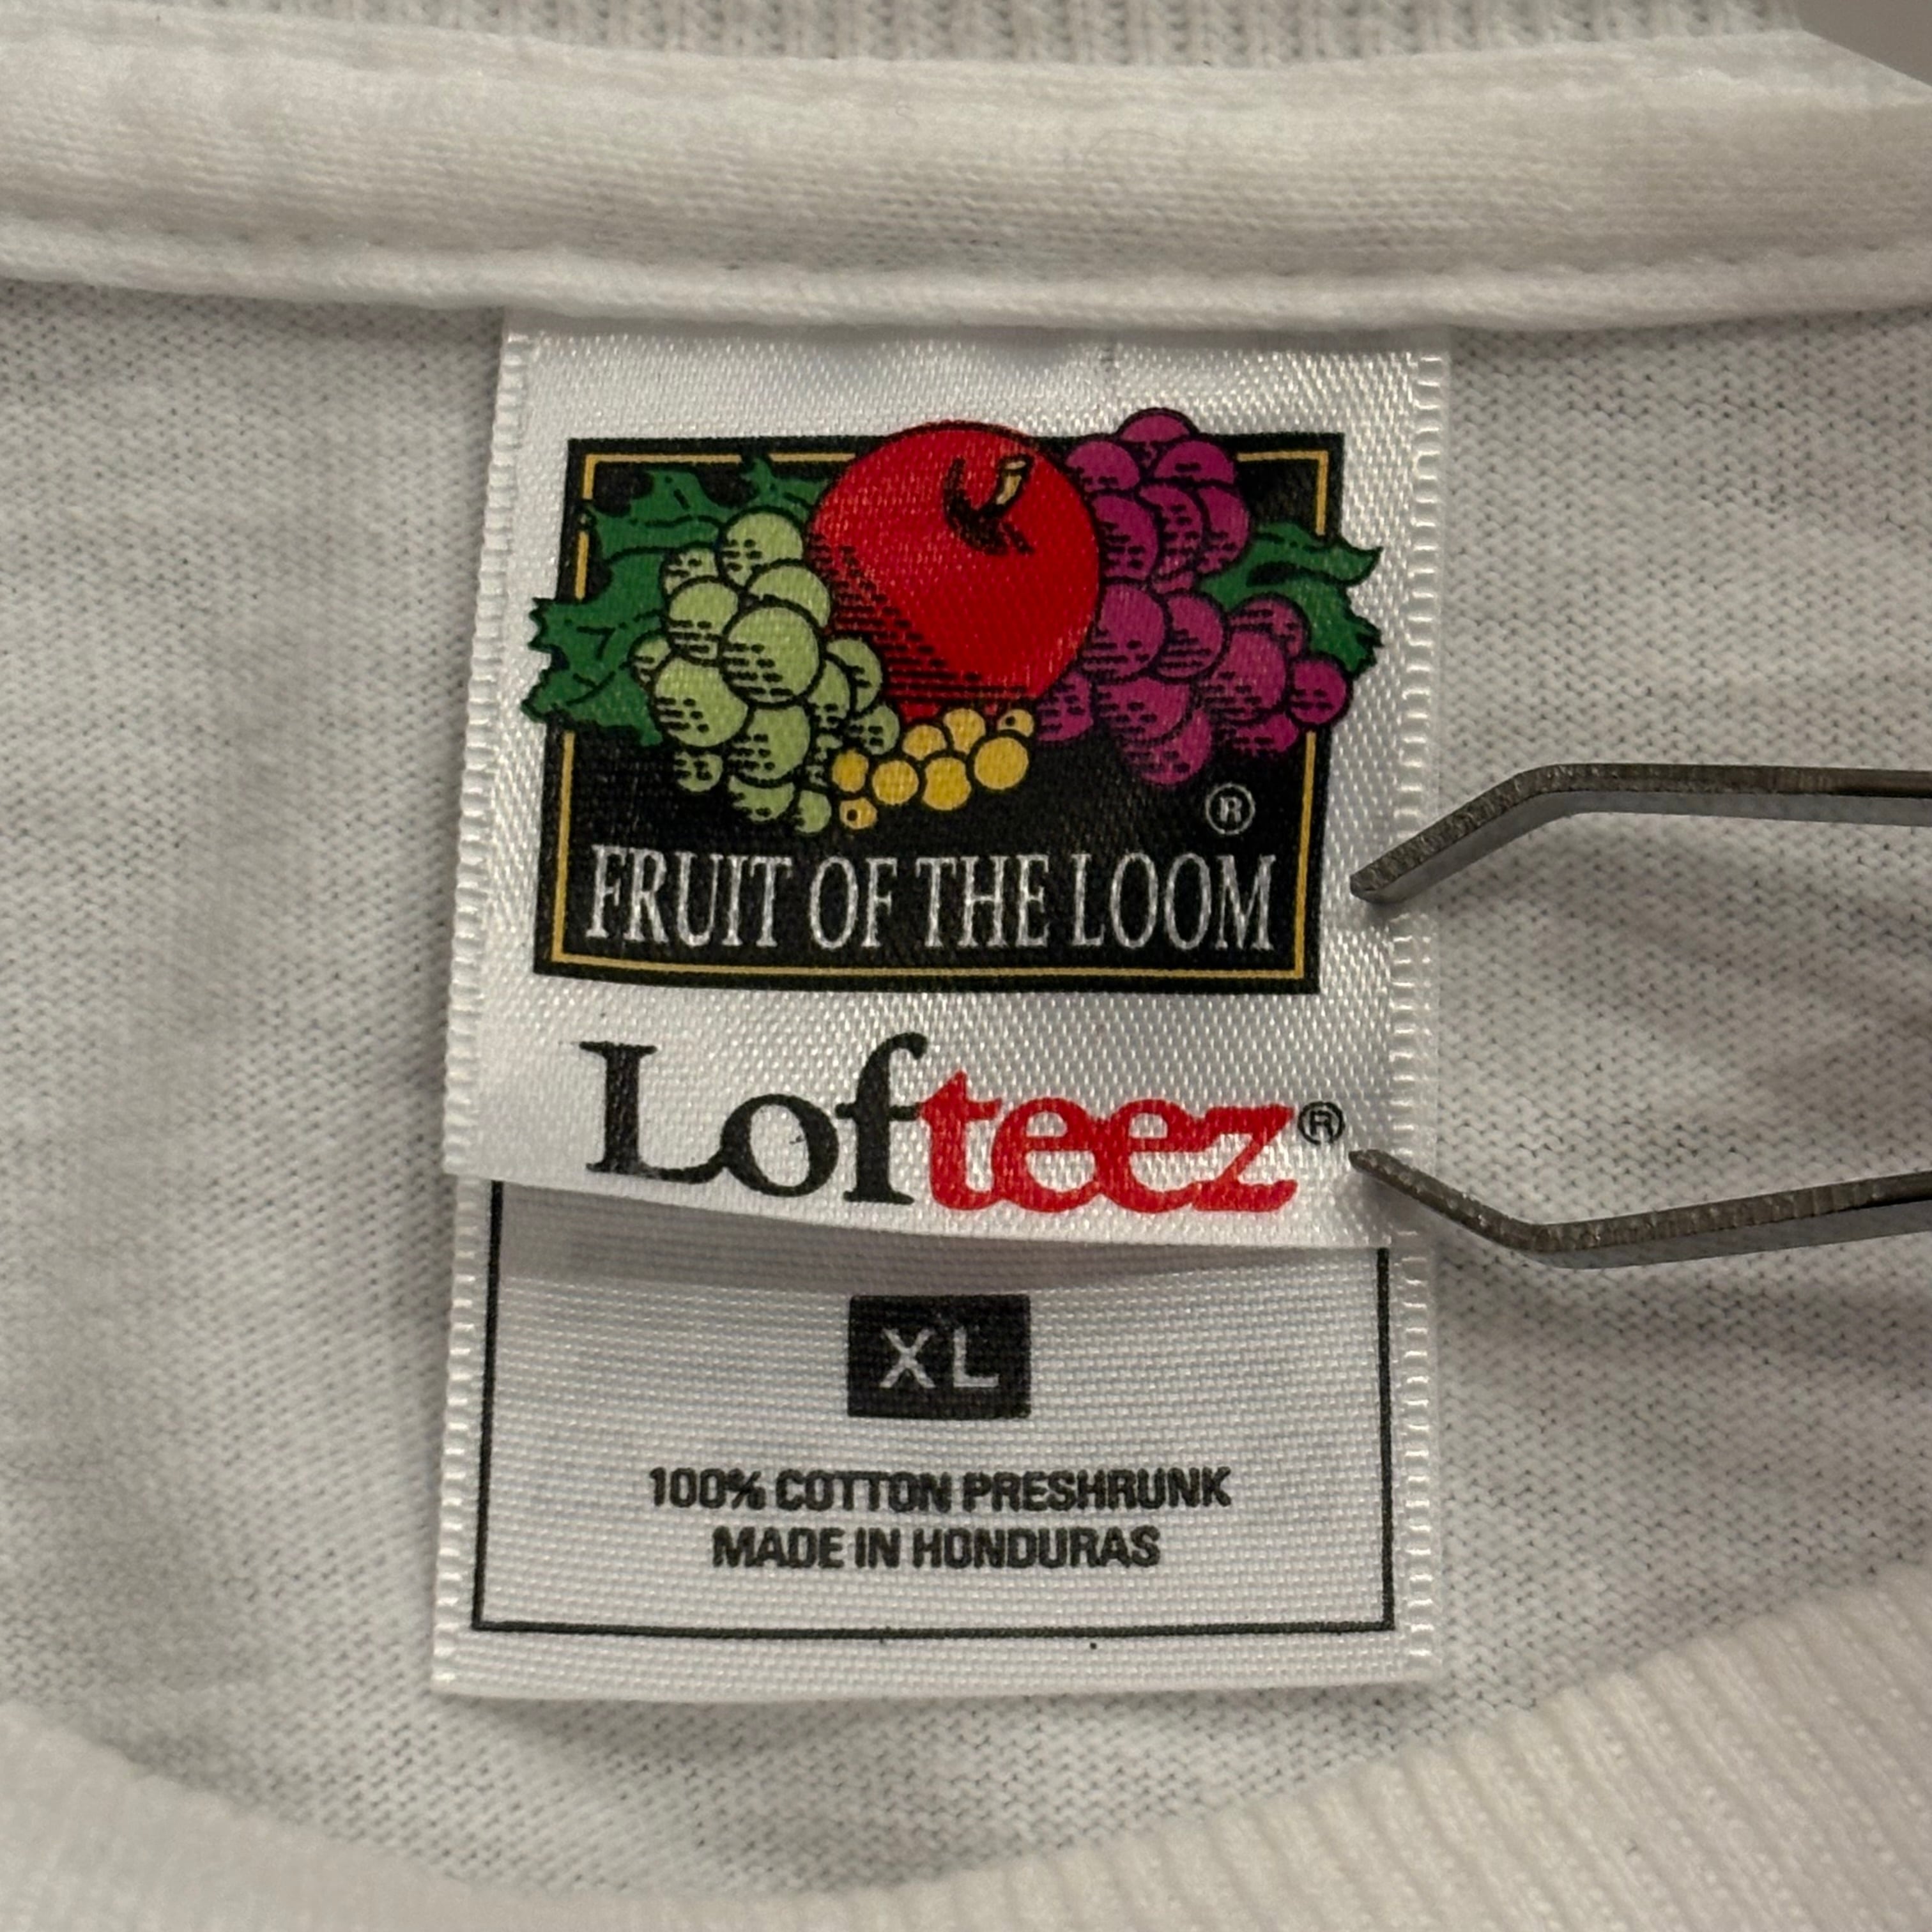 ®
FRUIT OF THE LOOM
Lofteez®
XL
100% COTTON PRESHRUNK
MADE IN HONDURAS